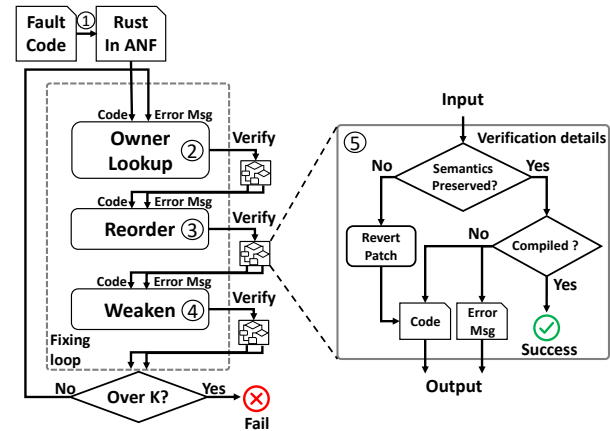 Fault
Code
①
Rust
In ANF
Code
Error Msg
Owner
Lookup
②
Verify
Code
Error Msg
Reorder
③
Verify
Code
Error Msg
Weaken
④
Verify
Fixing
loop
No
Over K?
Yes
Fail
Input
⑤
Verification details
No
Semantics
Preserved?
Yes
Revert
Patch
No
Compiled ?
Yes
Code
Error
Msg
Success
Output